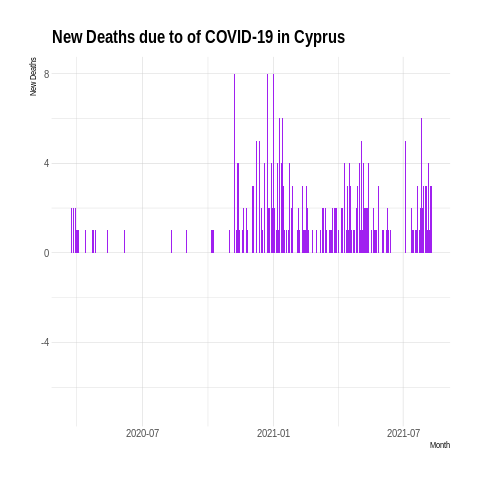 New Deaths due to of COVID-19 in Cyprus
New Deaths
8
4
0
-4
2020-07 2021-01 2021-07
Month